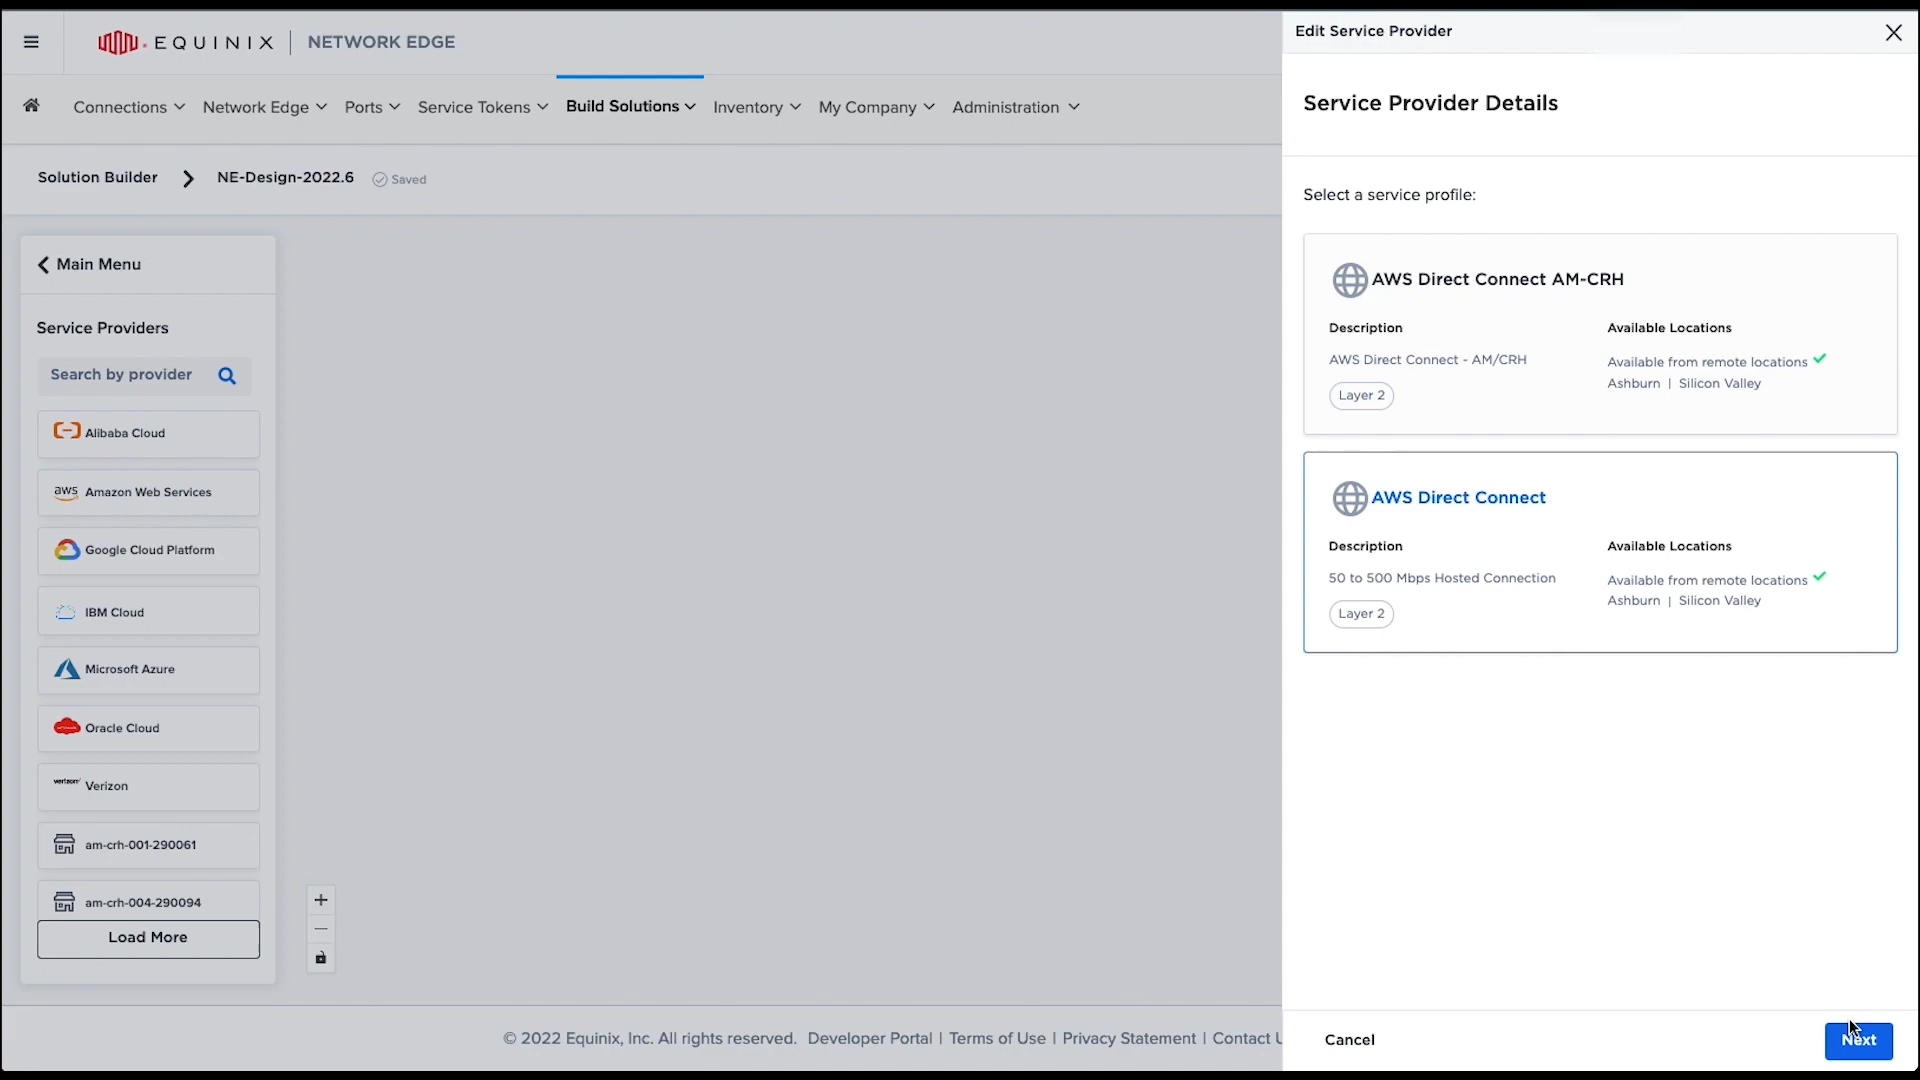 EQUINIX | NETWORK EDGE
Edit Service Provider
Connections Network Edge Ports Service Tokens Build Solutions Inventory My Company Administration
Service Provider Details
Solution Builder NE-Design-2022.6 Saved
Select a service profile:
Main Menu
Service Providers
Search by provider
Alibaba Cloud
aws Amazon Web Services
Google Cloud Platform
IBM Cloud
Microsoft Azure
Oracle Cloud
verizon Verizon
am-crh-001-290061
am-crh-004-290094
Load More
AWS Direct Connect AM-CRH
Description Available Locations
AWS Direct Connect - AM/CRH Available from remote locations
Ashburn | Silicon Valley
Layer 2
AWS Direct Connect
Description Available Locations
50 to 500 Mbps Hosted Connection Available from remote locations
Ashburn | Silicon Valley
Layer 2
© 2022 Equinix, Inc. All rights reserved. Developer Portal | Terms of Use | Privacy Statement | Contact U
Cancel Next